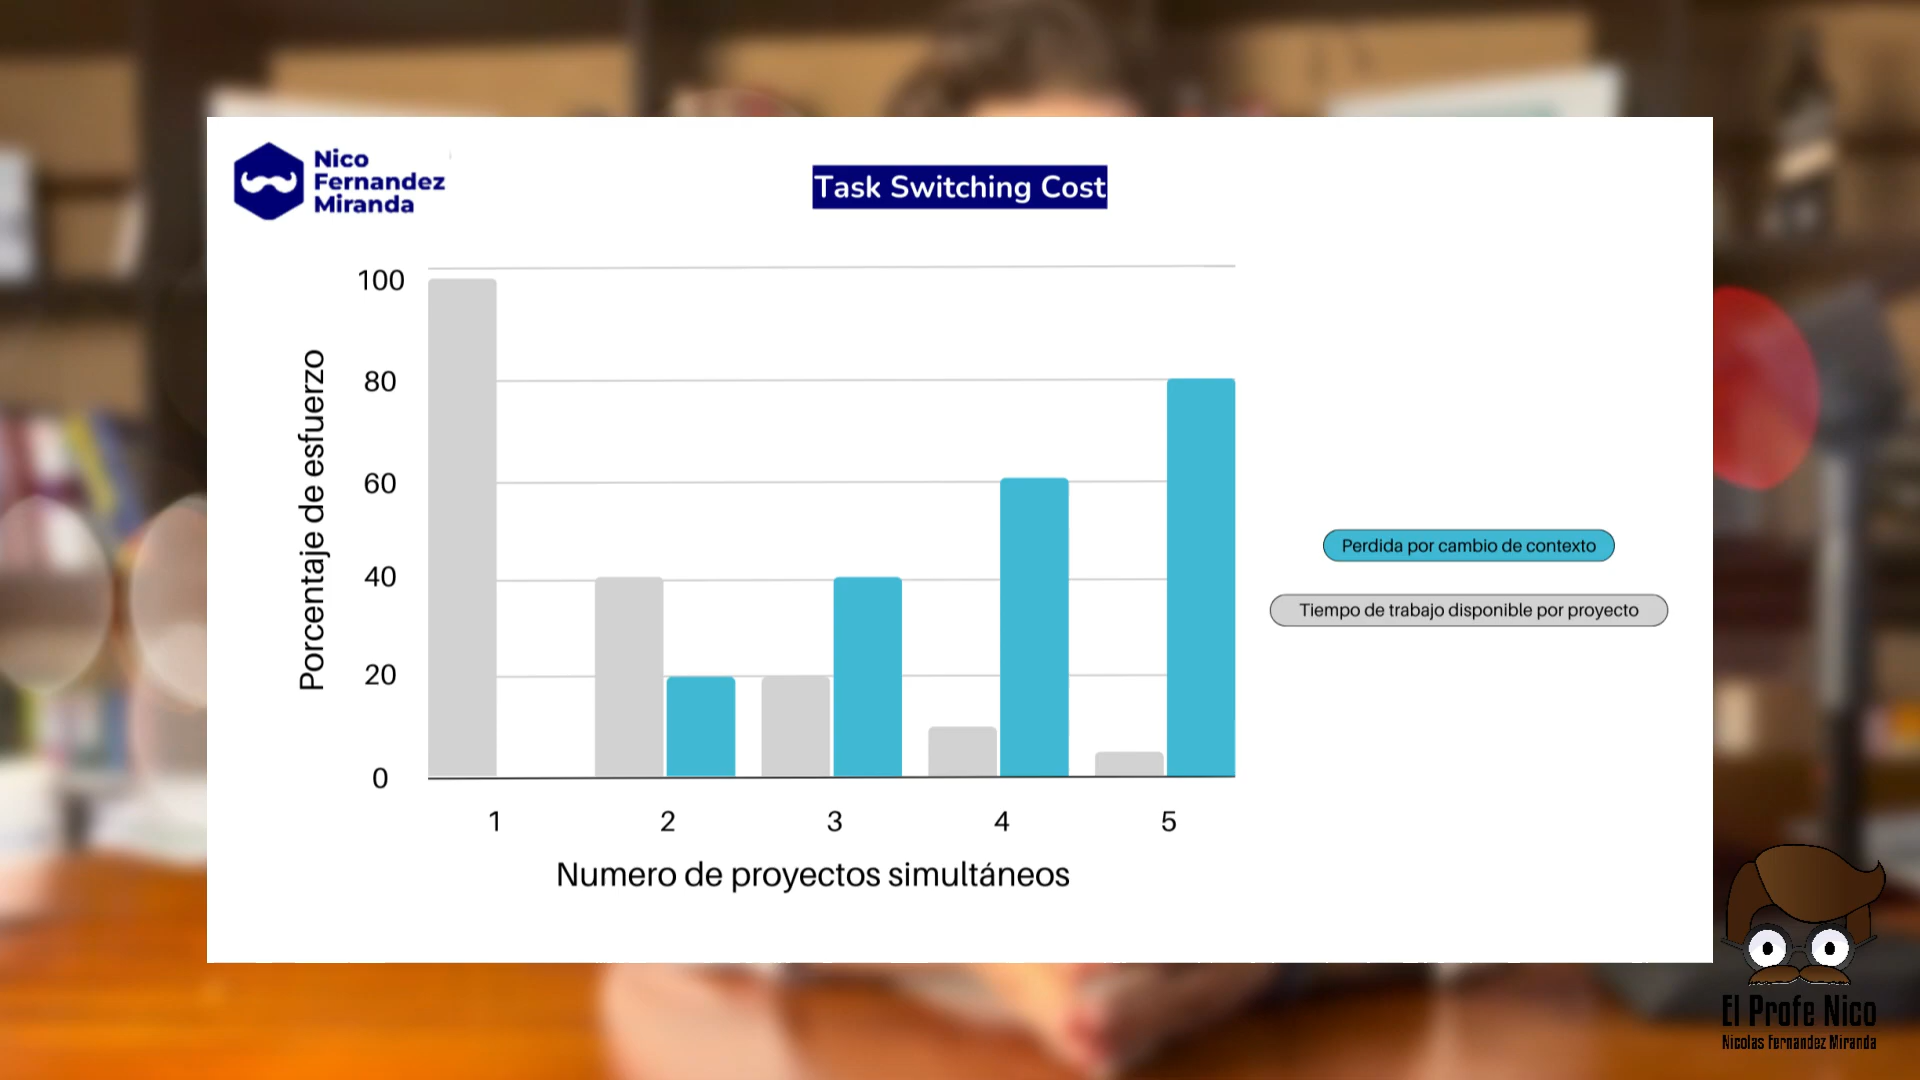 Nico
Fernandez
Miranda
Task Switching Cost
100
80
60
40
20
0
Porcentaje de esfuerzo
1 2 3 4 5
Numero de proyectos simultáneos
Perdida por cambio de contexto
Tiempo de trabajo disponible por proyecto
El Profe Nico
Nicolas Fernandez Miranda